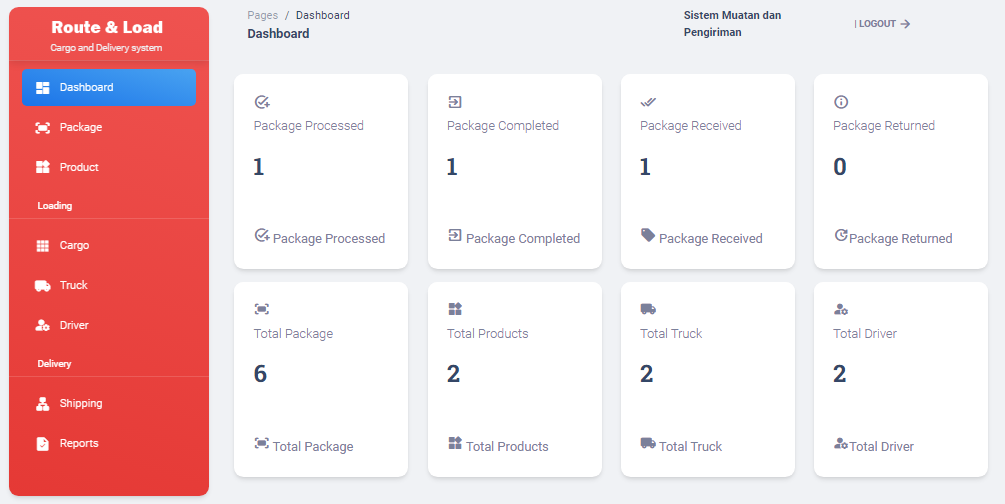 Route & Load
Cargo and Delivery system
Dashboard
Package
Product
Loading
Cargo
Truck
Driver
Delivery
Shipping
Reports
Pages / Dashboard
Dashboard
Sistem Muatan dan
Pengiriman
| LOGOUT
Package Processed
1
Package Processed
Package Completed
1
Package Completed
Package Received
1
Package Received
Package Returned
0
Package Returned
Total Package
6
Total Package
Total Products
2
Total Products
Total Truck
2
Total Truck
Total Driver
2
Total Driver